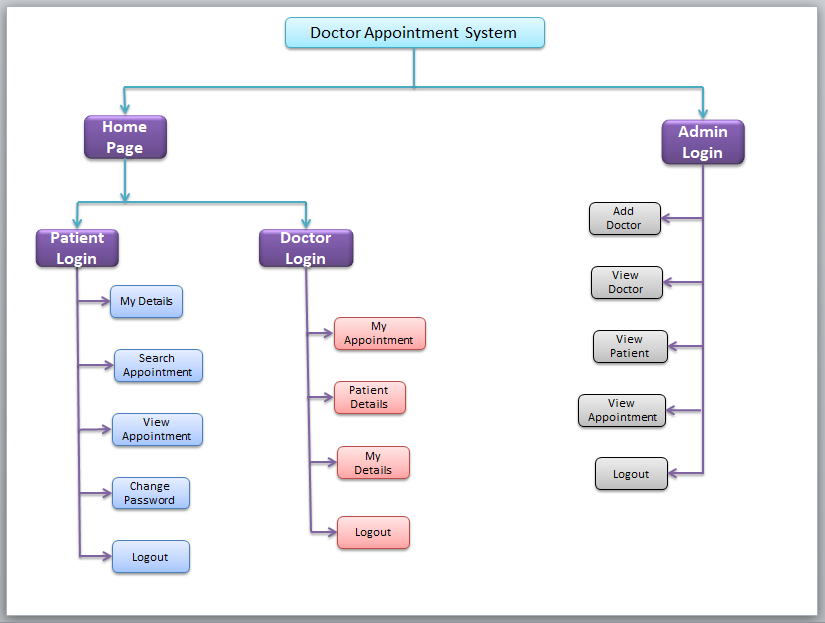 Doctor Appointment System
Home
Page
Admin
Login
Patient
Login
Doctor
Login
My Details
Search
Appointment
View
Appointment
Change
Password
Logout
My
Appointment
Patient
Details
My
Details
Logout
Add
Doctor
View
Doctor
View
Patient
View
Appointment
Logout